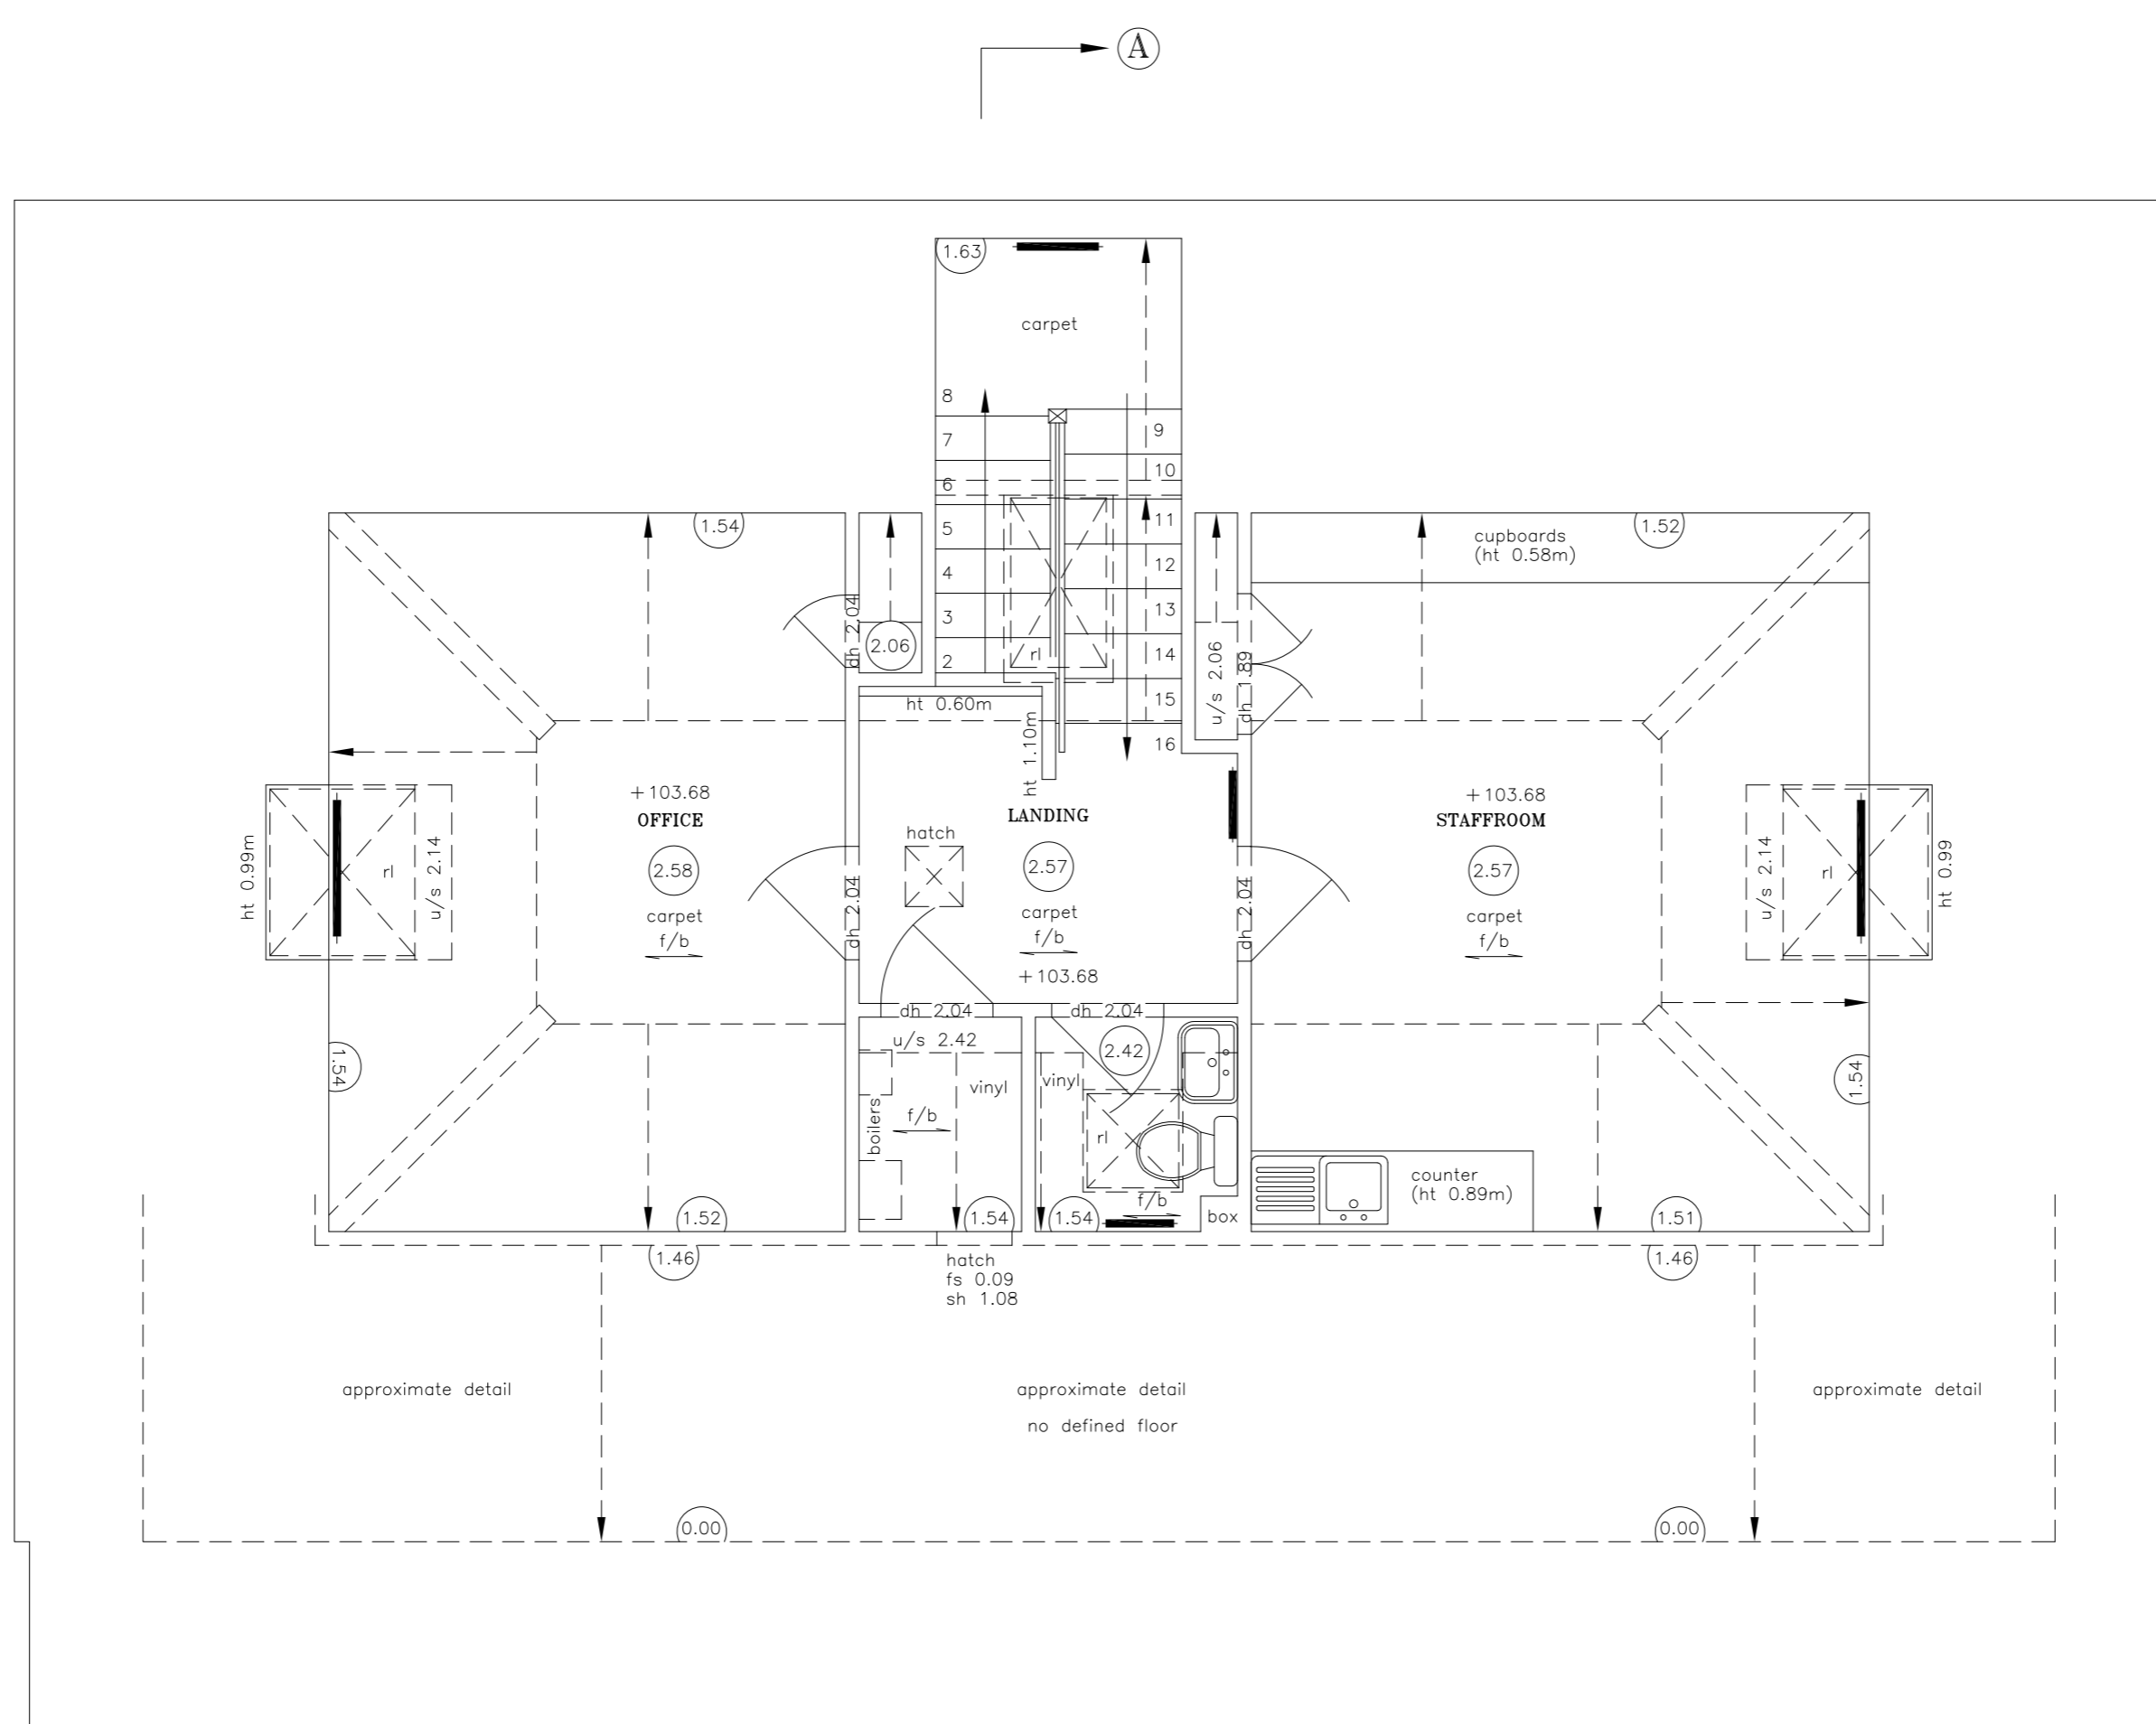 A
1.63
carpet
8
7
6
5
4
3
2
9
10
11
12
13
14
15
16
rl
1.54
dh 2.04
2.06
ht 0.60m
ht 1.10m
u/s 2.06
dh 1.89
1.52
cupboards
(ht 0.58m)
+103.68
OFFICE
2.58
carpet
f/b
ht 0.99m
rl
u/s 2.14
dh 2.04
hatch
LANDING
2.57
carpet
f/b
+103.68
dh 2.04
+103.68
STAFFROOM
2.57
carpet
f/b
u/s 2.14
rl
ht 0.99
1.54
dh 2.04
dh 2.04
u/s 2.42
vinyl
boilers
f/b
1.54
vinyl
2.42
rl
f/b
1.54
box
counter
(ht 0.89m)
1.54
1.52
1.51
1.46
1.46
hatch
fs 0.09
sh 1.08
approximate detail
approximate detail
no defined floor
approximate detail
0.00
0.00